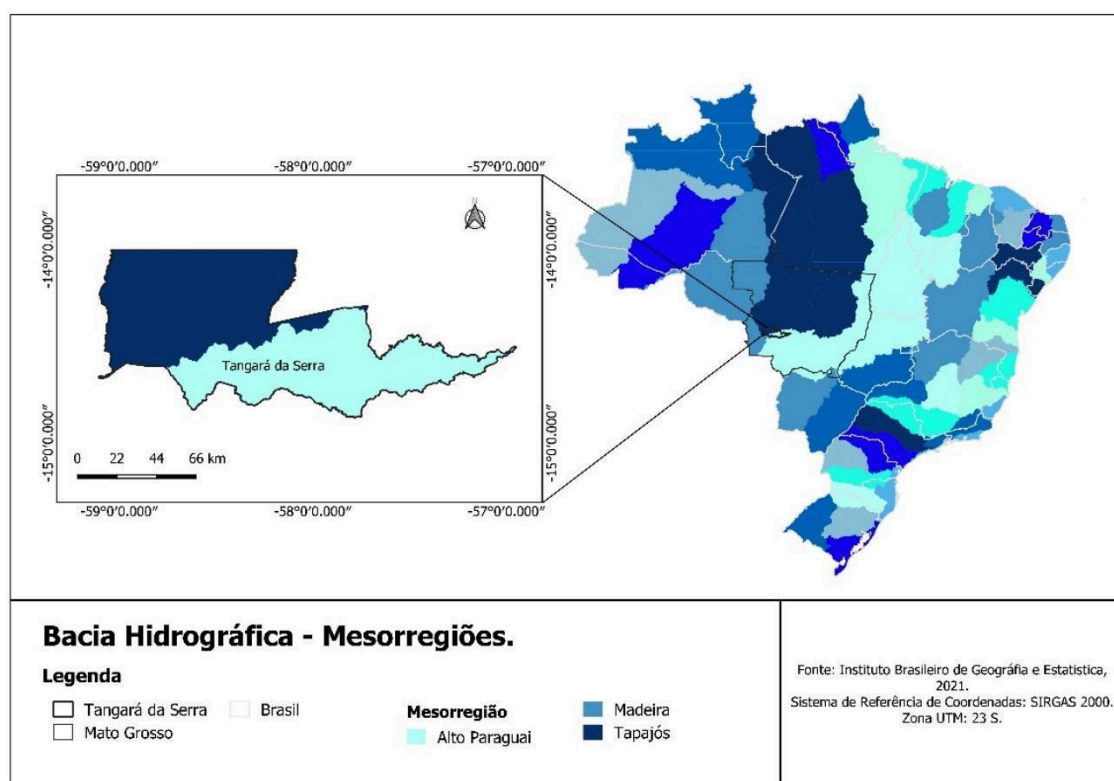 -59°0'0.000" -58°0'0.000" -57°0'0.000"
N
-14°0'0.000" -14°0'0.000"
Tangará da Serra
-15°0'0.000" -15°0'0.000"
0 22 44 66 km
-59°0'0.000" -58°0'0.000" -57°0'0.000"
Bacia Hidrográfica - Mesorregiões.
Legenda
Tangará da Serra Brasil
Mato Grosso
Mesorregião
Alto Paraguai
Madeira
Tapajós
Fonte: Instituto Brasileiro de Geográfia e Estatistica,
2021.
Sistema de Referência de Coordenadas: SIRGAS 2000.
Zona UTM: 23 S.